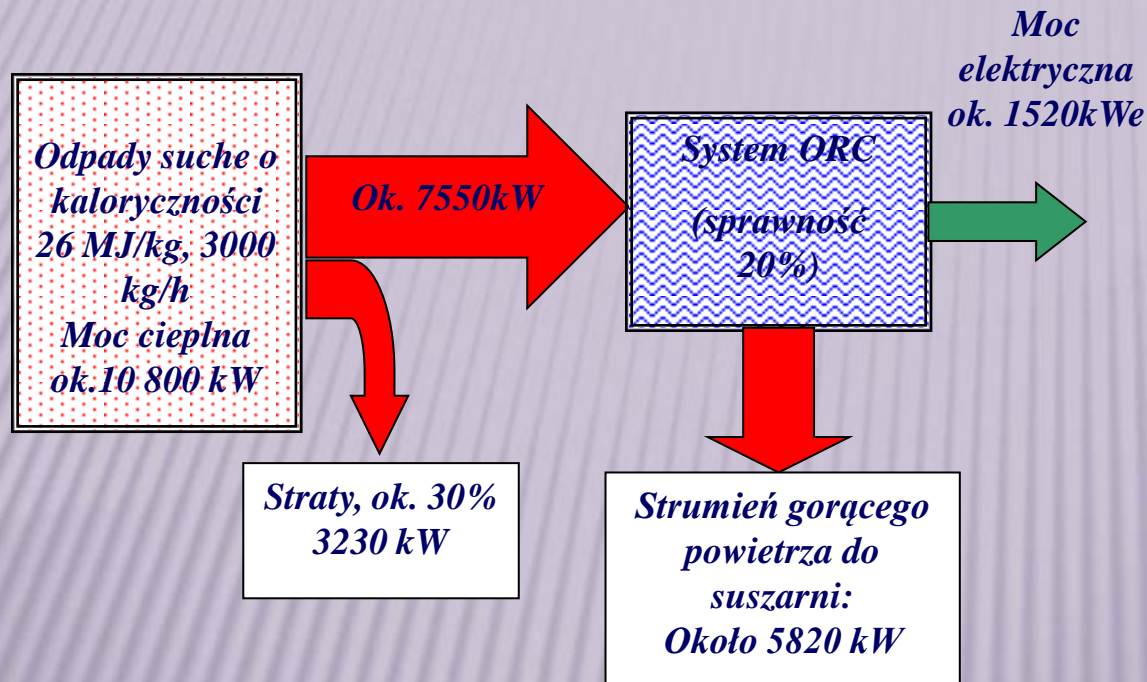 Moc
elektryczna
ok. 1520kWe
Odpady suche o
kaloryczności
26 MJ/kg, 3000
kg/h
Moc cieplna
ok.10 800 kW
Ok. 7550kW
System ORC
(sprawność
20%)
Straty, ok. 30%
3230 kW
Strumień gorącego
powietrza do
suszarni:
Około 5820 kW